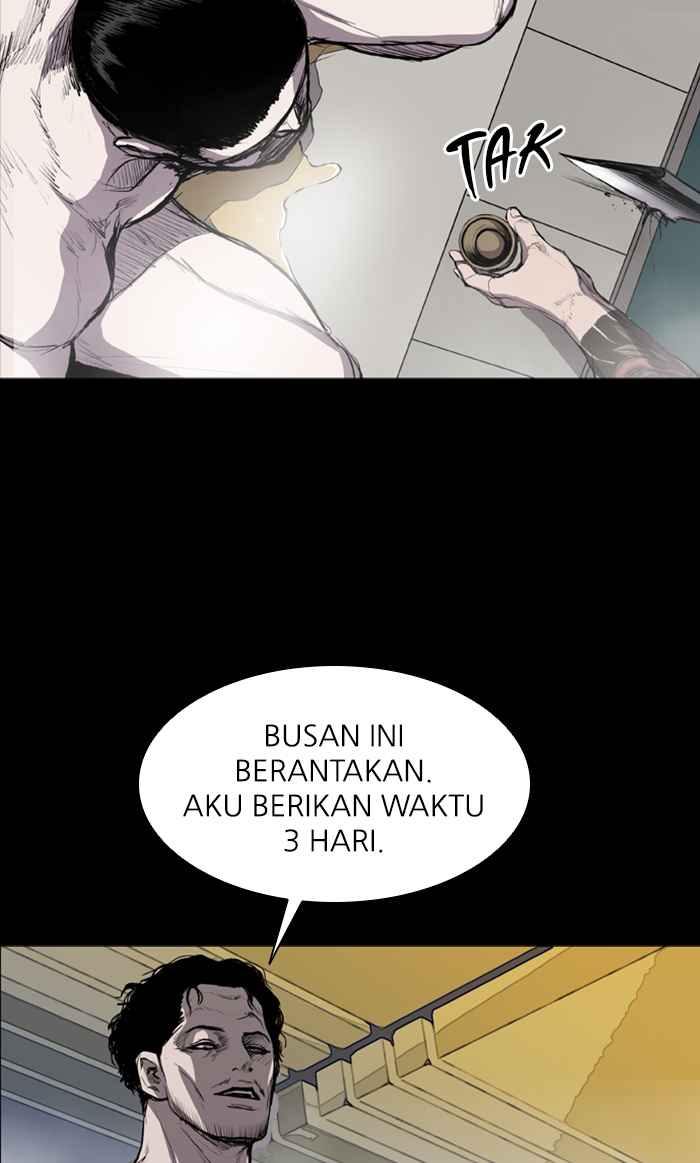 TAK
BUSAN INI
BERANTAKAN.
AKU BERIKAN WAKTU
3 HARI.